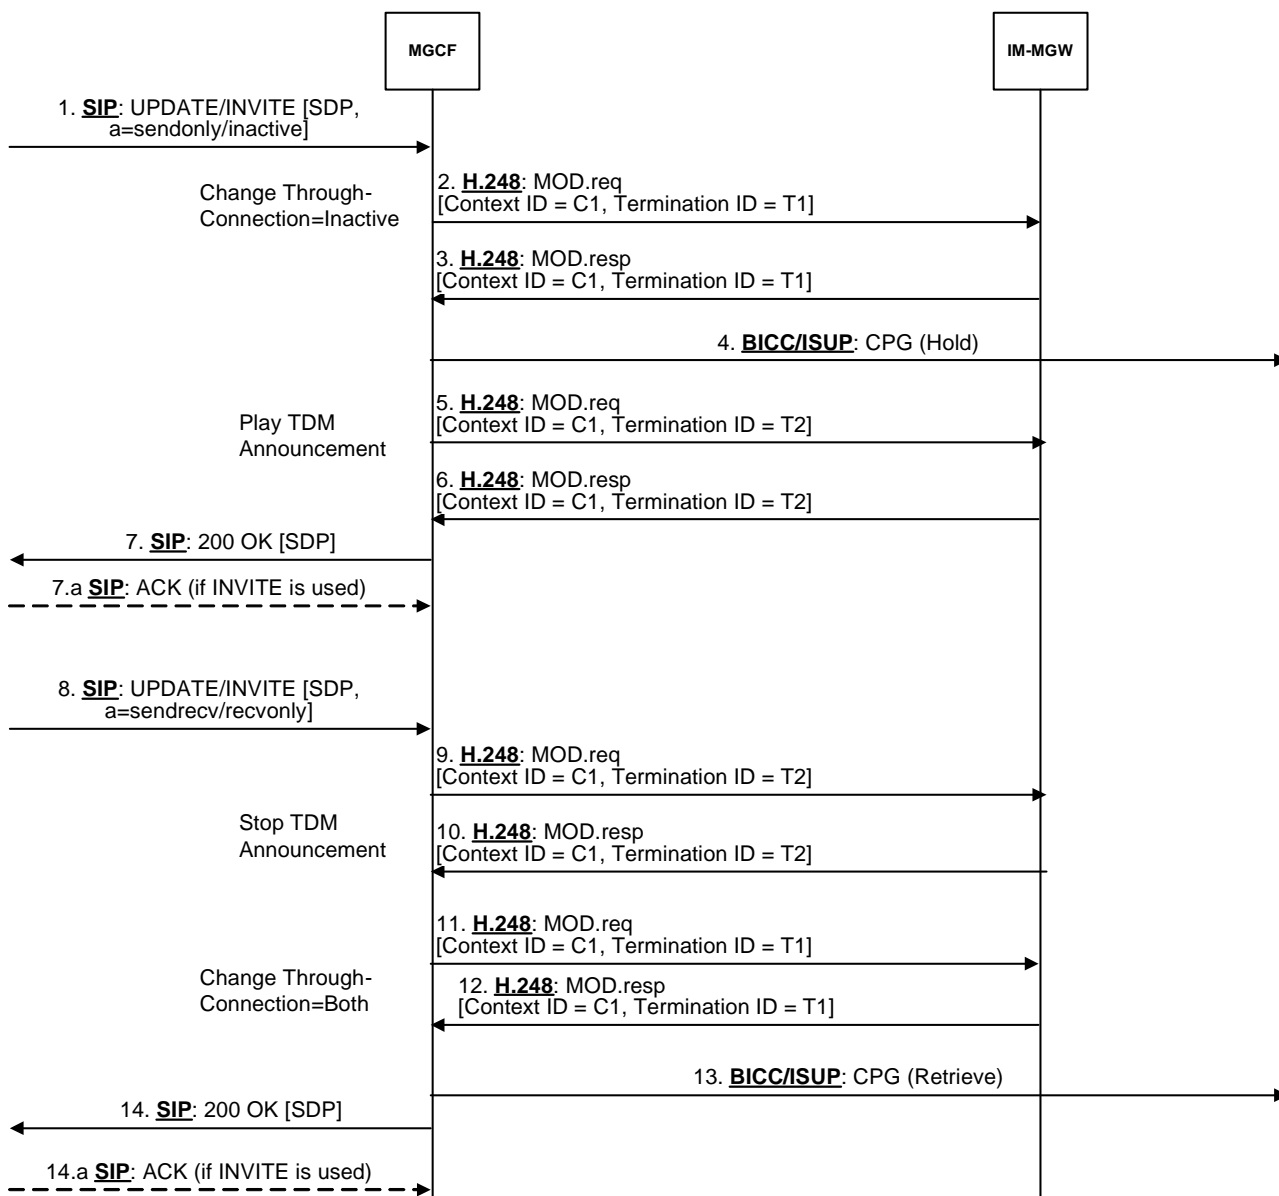 MGCF
IM-MGW
1. SIP: UPDATE/INVITE [SDP,
a=sendonly/inactive]
Change Through-
Connection=Inactive
2. H.248: MOD.req
[Context ID = C1, Termination ID = T1]
3. H.248: MOD.resp
[Context ID = C1, Termination ID = T1]
4. BICC/ISUP: CPG (Hold)
Play TDM
Announcement
5. H.248: MOD.req
[Context ID = C1, Termination ID = T2]
6. H.248: MOD.resp
[Context ID = C1, Termination ID = T2]
7. SIP: 200 OK [SDP]
7.a SIP: ACK (if INVITE is used)
8. SIP: UPDATE/INVITE [SDP,
a=sendrecv/recvonly]
9. H.248: MOD.req
[Context ID = C1, Termination ID = T2]
Stop TDM
Announcement
10. H.248: MOD.resp
[Context ID = C1, Termination ID = T2]
11. H.248: MOD.req
[Context ID = C1, Termination ID = T1]
Change Through-
Connection=Both
12. H.248: MOD.resp
[Context ID = C1, Termination ID = T1]
13. BICC/ISUP: CPG (Retrieve)
14. SIP: 200 OK [SDP]
14.a SIP: ACK (if INVITE is used)